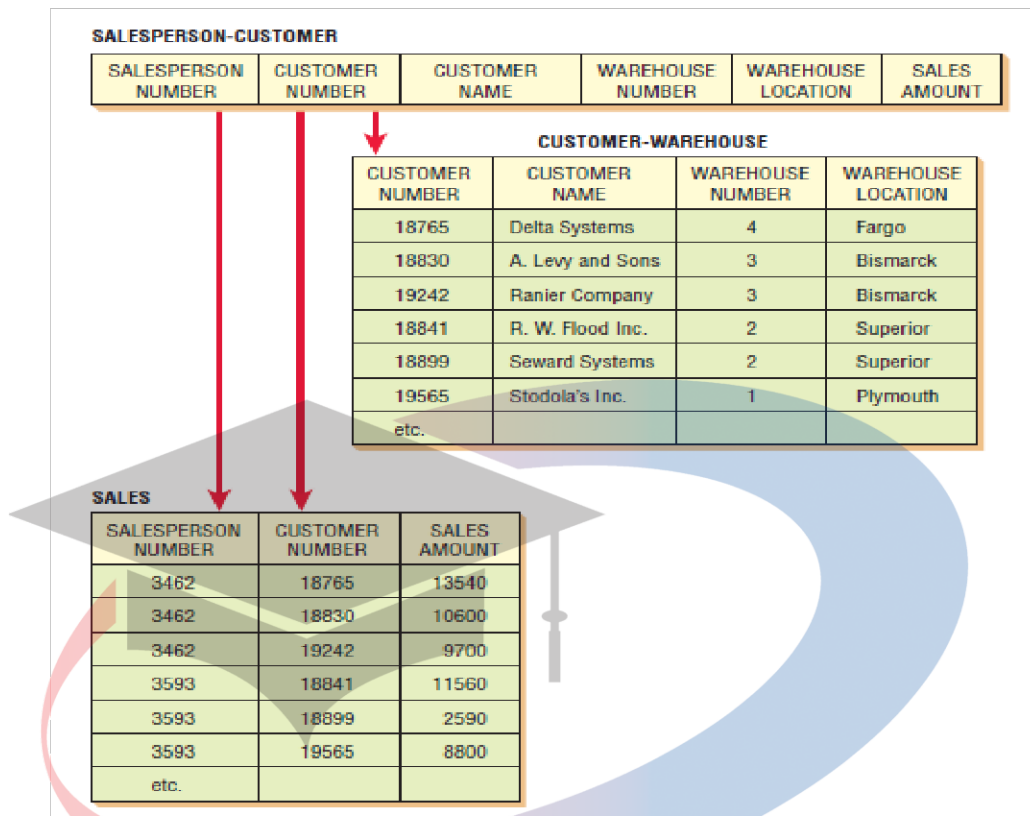 SALESPERSON-CUSTOMER
SALESPERSON NUMBER CUSTOMER NUMBER CUSTOMER NAME WAREHOUSE NUMBER WAREHOUSE LOCATION SALES AMOUNT
CUSTOMER-WAREHOUSE
CUSTOMER NUMBER CUSTOMER NAME WAREHOUSE NUMBER WAREHOUSE LOCATION
18765 Delta Systems 4 Fargo
18830 A. Levy and Sons 3 Bismarck
19242 Ranier Company 3 Bismarck
18841 R. W. Flood Inc. 2 Superior
18899 Seward Systems 2 Superior
19565 Stodola's Inc. 1 Plymouth
etc.
SALES
SALESPERSON NUMBER CUSTOMER NUMBER SALES AMOUNT
3462 18765 13540
3462 18830 10600
3462 19242 9700
3593 18841 11560
3593 18899 2590
3593 19565 8800
etc.